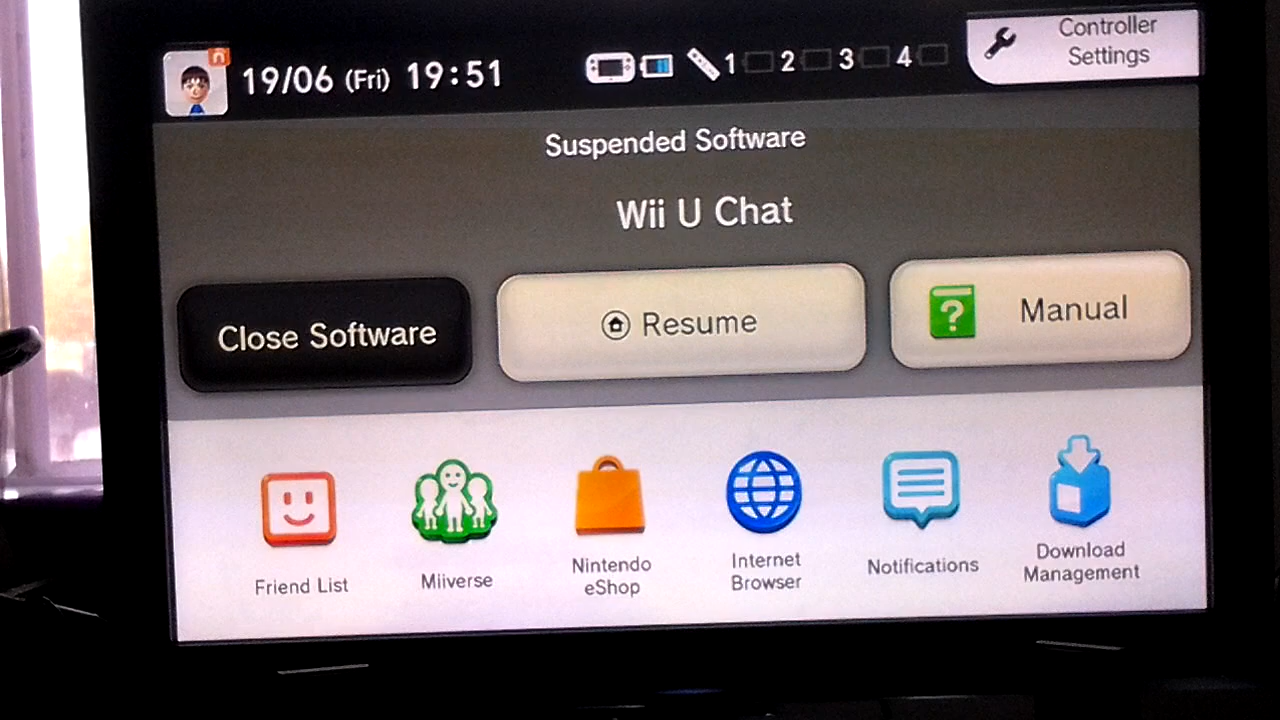 19/06 (Fri) 19:51
1 2 3 4
Controller
Settings
Suspended Software
Wii U Chat
Close Software
Resume
? Manual
Friend List
Miiverse
Nintendo
eShop
Internet
Browser
Notifications
Download
Management